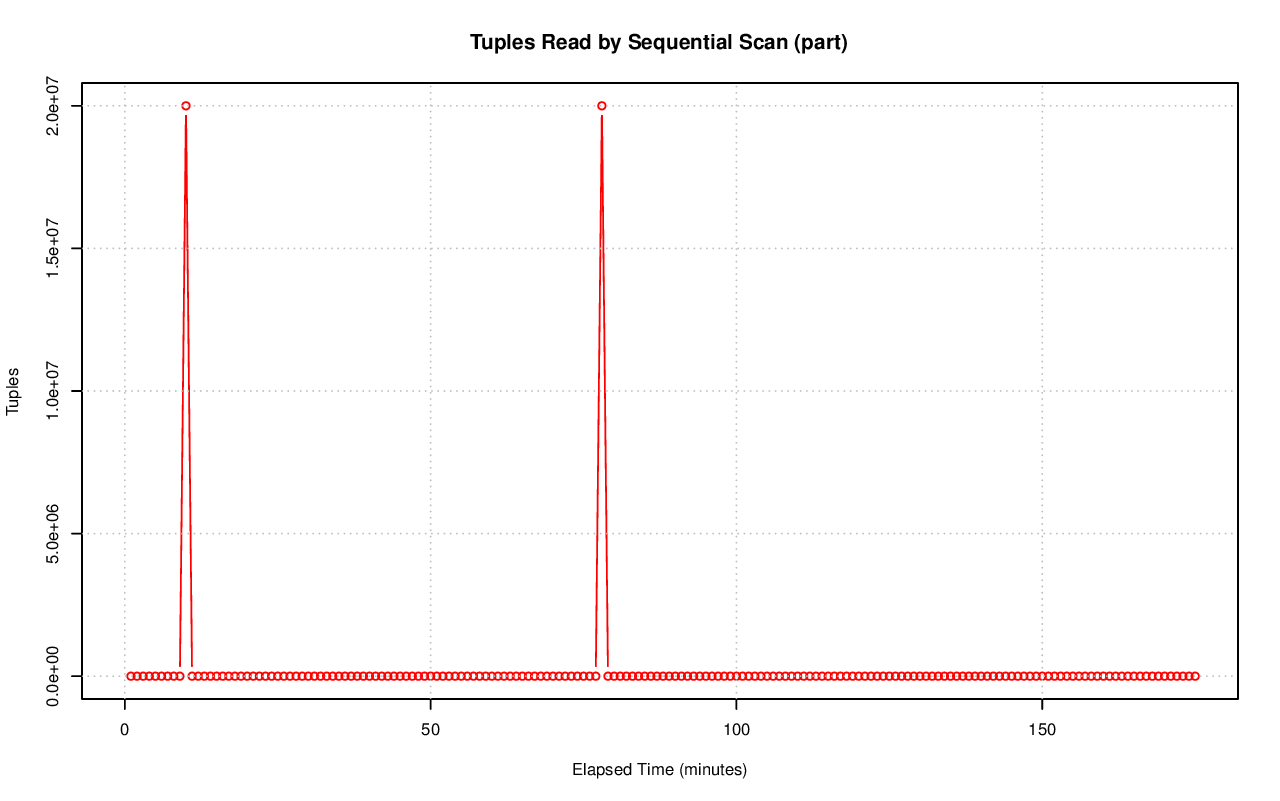 Tuples Read by Sequential Scan (part)
Tuples
2.0e+07
1.5e+07
1.0e+07
5.0e+06
0.0e+00
0 50 100 150
Elapsed Time (minutes)